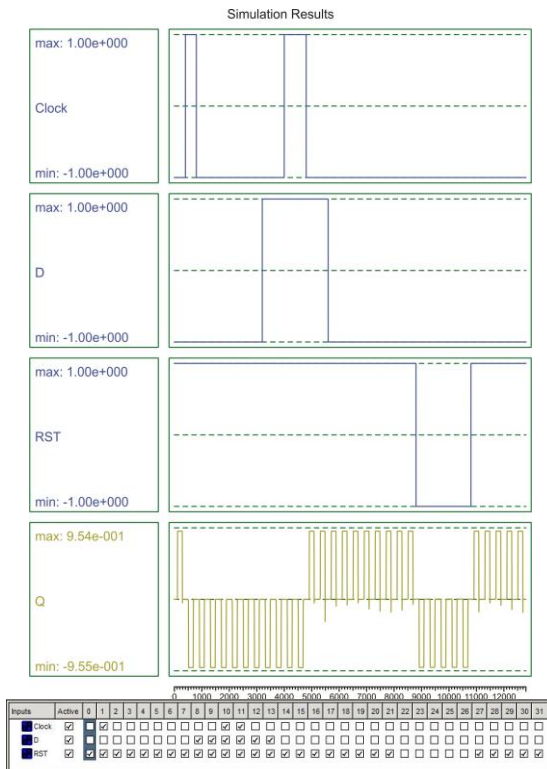 Simulation Results
max: 1.00e+000
Clock
min: -1.00e+000
max: 1.00e+000
D
min: -1.00e+000
max: 1.00e+000
RST
min: -1.00e+000
max: 9.54e-001
Q
min: -9.55e-001
0 1000 2000 3000 4000 5000 6000 7000 8000 9000 10000 11000 12000
Inputs Active 0 1 2 3 4 5 6 7 8 9 10 11 12 13 14 15 16 17 18 19 20 21 22 23 24 25 26 27 28 29 30 31
Clock
D
RST